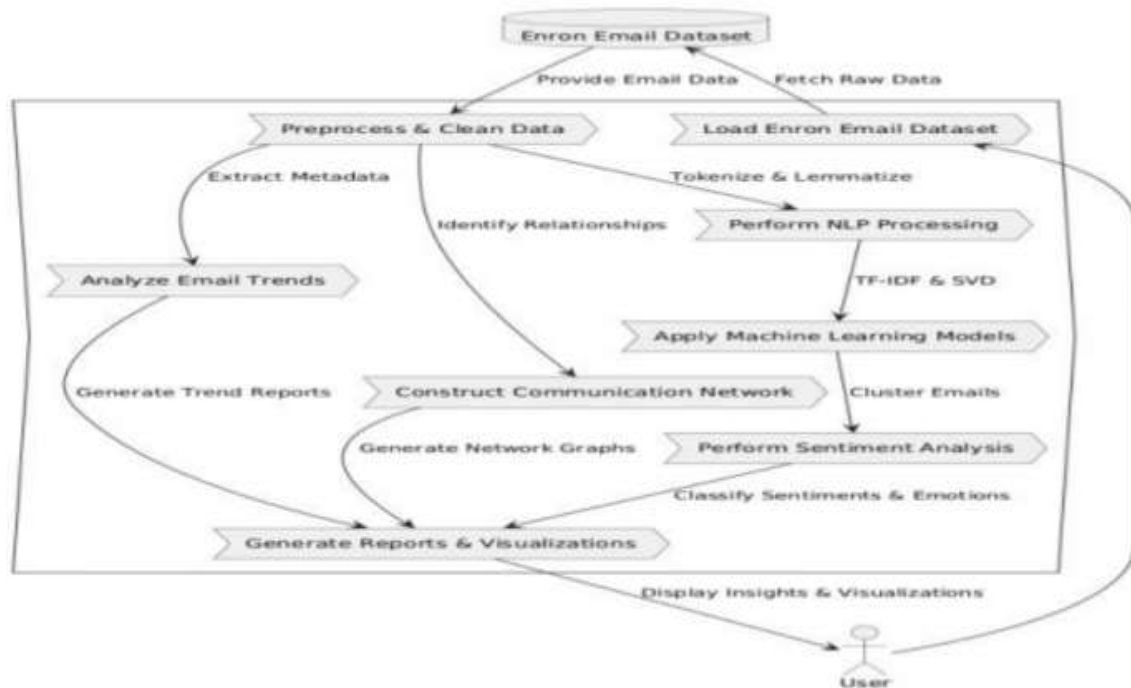 Enron Email Dataset
Provide Email Data
Fetch Raw Data
Preprocess & Clean Data
Load Enron Email Dataset
Extract Metadata
Tokenize & Lemmatize
Identify Relationships
Perform NLP Processing
Analyze Email Trends
TF-IDF & SVD
Apply Machine Learning Models
Generate Trend Reports
Construct Communication Network
Cluster Emails
Generate Network Graphs
Perform Sentiment Analysis
Classify Sentiments & Emotions
Generate Reports & Visualizations
Display Insights & Visualizations
User